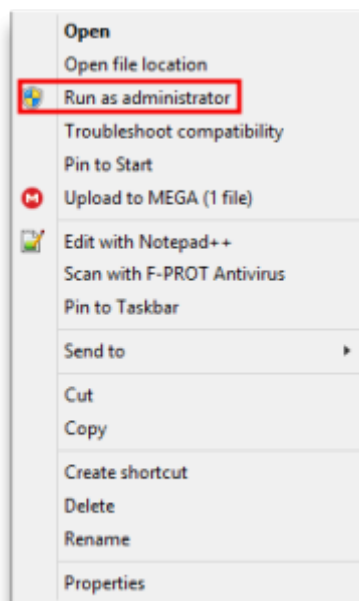 Open
Open file location
Run as administrator
Troubleshoot compatibility
Pin to Start
Upload to MEGA (1 file)
Edit with Notepad++
Scan with F-PROT Antivirus
Pin to Taskbar
Send to
Cut
Copy
Create shortcut
Delete
Rename
Properties